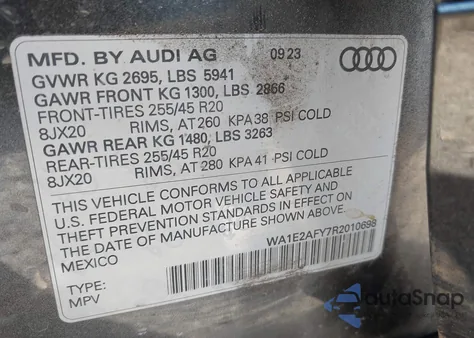 MFD. BY AUDI AG 09 23
GVWR KG 2695, LBS 5941
GAWR FRONT KG 1300, LBS 2866
FRONT-TIRES 255/45 R20
8JX20 RIMS, AT260 KPA 38 PSI COLD
GAWR REAR KG 1480, LBS 3263
REAR-TIRES 255/45 R20
8JX20 RIMS, AT 280 KPA 41 PSI COLD
THIS VEHICLE CONFORMS TO ALL APPLICABLE
U.S. FEDERAL MOTOR VEHICLE SAFETY AND
THEFT PREVENTION STANDARDS IN EFFECT ON
THE DATE OF MANUFACTURE SHOWN ABOVE.
MEXICO WA1E2AFY7R2010698
TYPE:
MPV
autoSnap